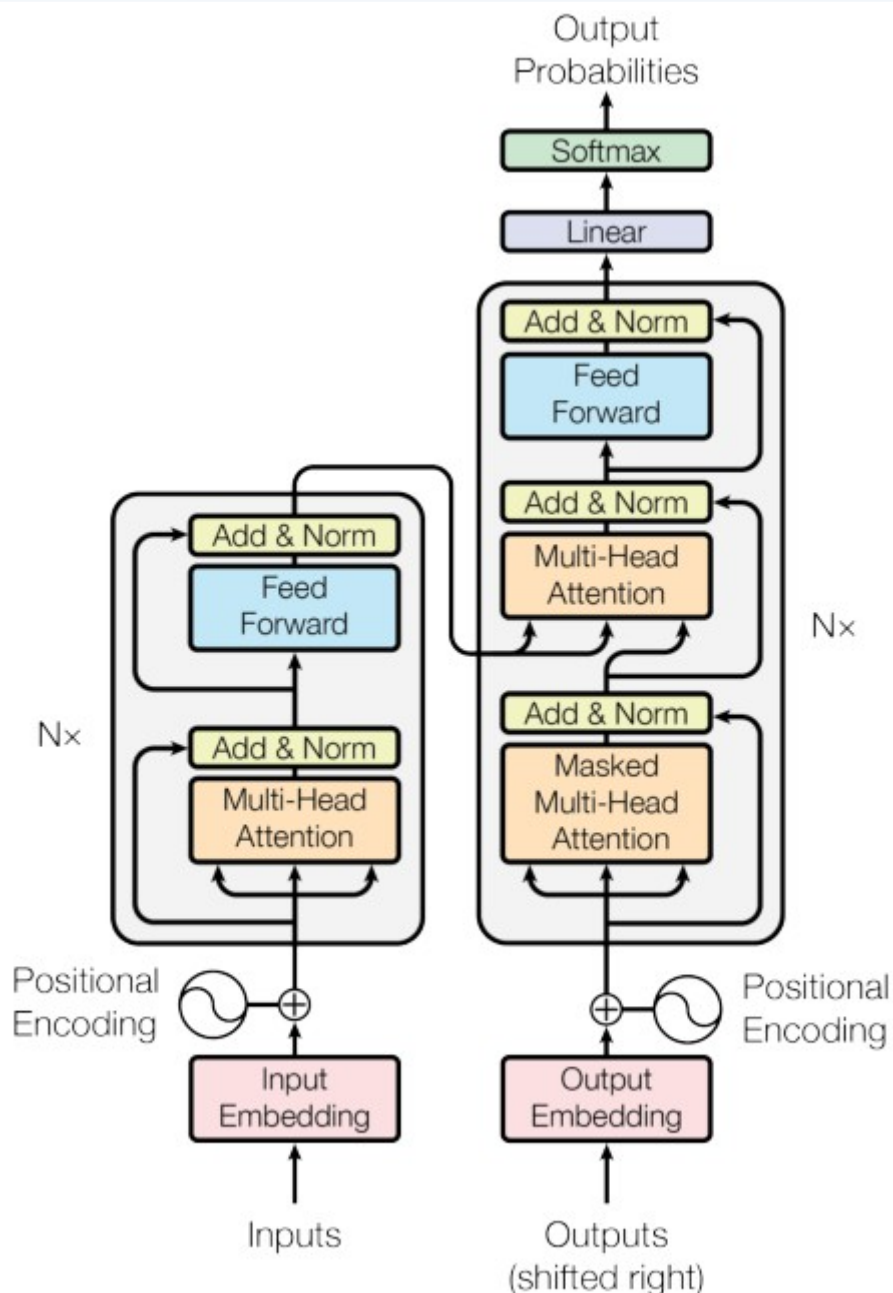 Output
Probabilities
Softmax
Linear
Add & Norm
Feed
Forward
Add & Norm
Multi-Head
Attention
Nx
Add & Norm
Masked
Multi-Head
Attention
Add & Norm
Feed
Forward
Nx
Add & Norm
Multi-Head
Attention
Positional
Encoding
Positional
Encoding
Input
Embedding
Output
Embedding
Inputs
Outputs
(shifted right)